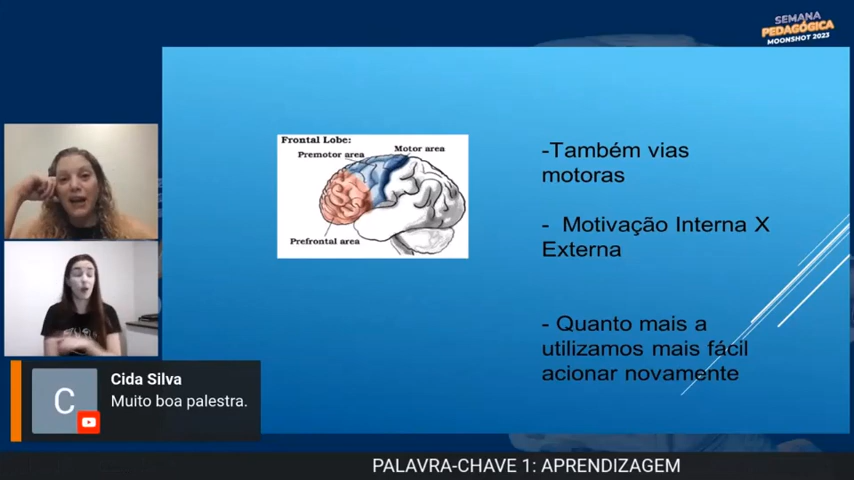 SEMANA
PEDAGÓGICA
MOONSHOT 2023
Frontal Lobe:
Premotor area
Motor area
Prefrontal area
-Também vias
motoras
- Motivação Interna X
Externa
- Quanto mais a
utilizamos mais fácil
acionar novamente
C
Cida Silva
Muito boa palestra.
PALAVRA-CHAVE 1: APRENDIZAGEM